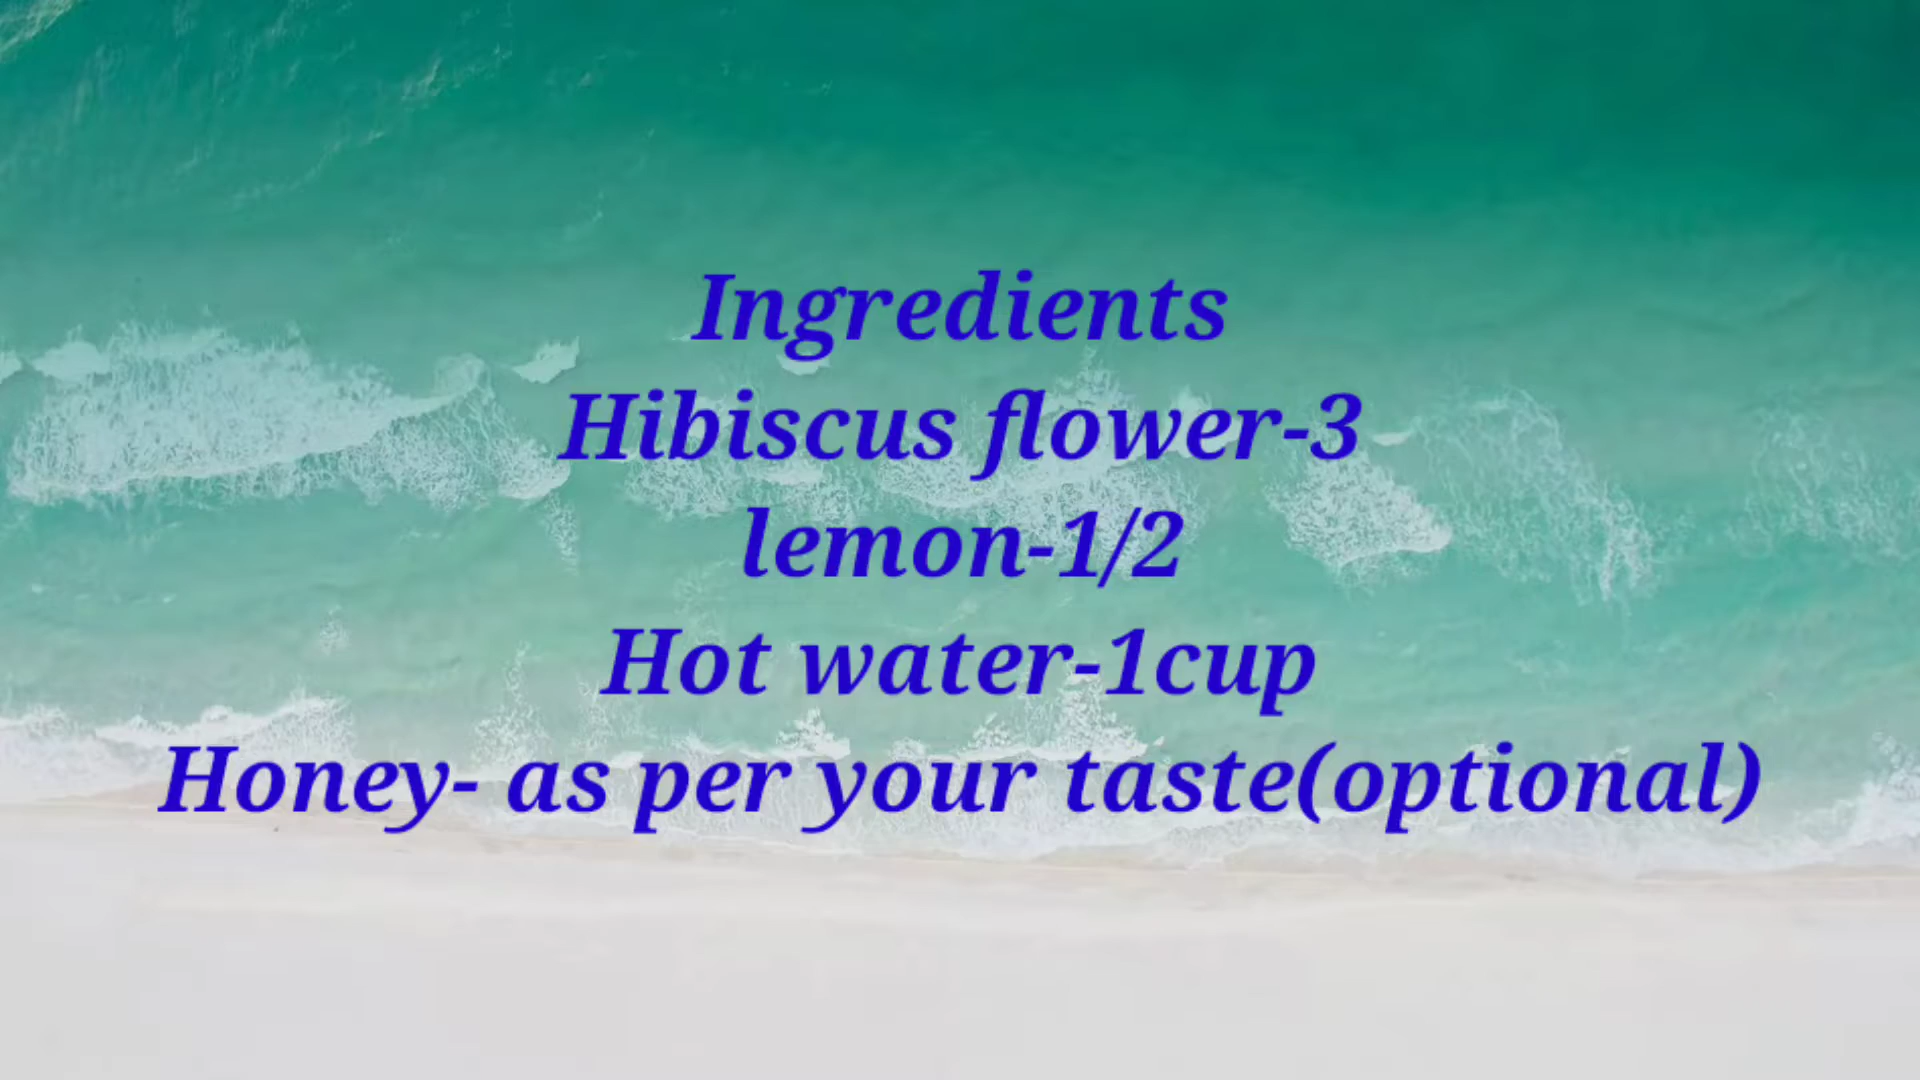 Ingredients
Hibiscus flower-3
lemon-1/2
Hot water-1cup
Honey- as per your taste(optional)